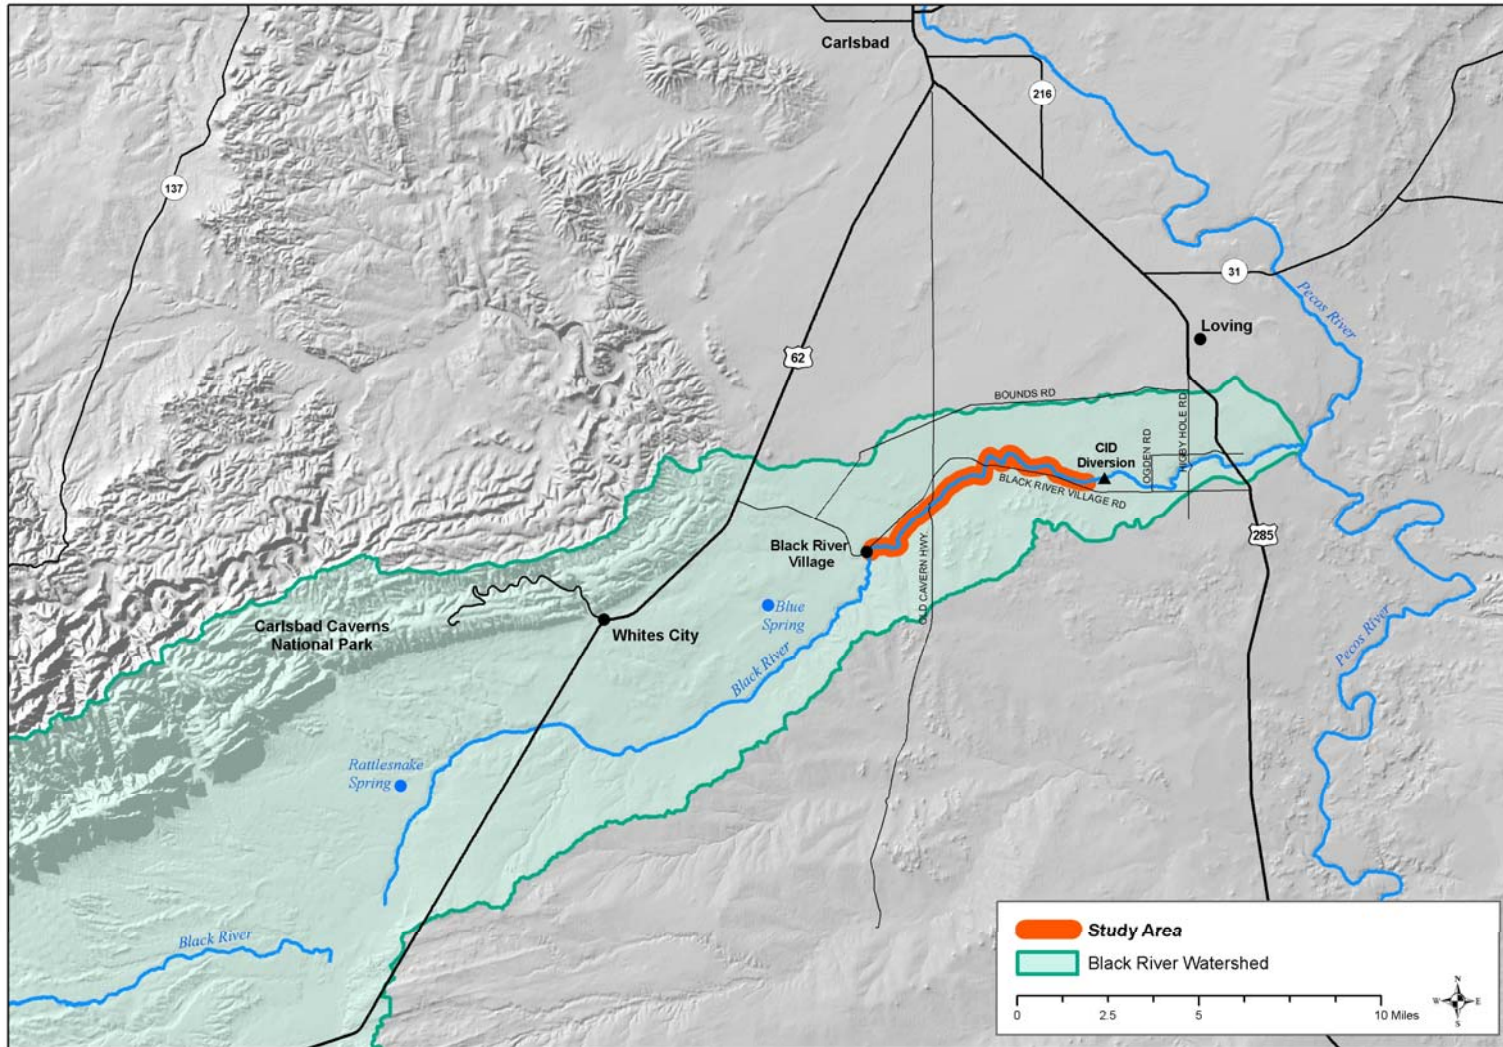 Carlsbad
216
137
31
Pecos River
Loving
62
BOUNDS RD
CID
Diversion
OGDEN RD
HIGBY HOLE RD
BLACK RIVER VILLAGE RD
285
Black River
Village
OLD CAVERN HWY.
Blue
Spring
Carlsbad Caverns
National Park
Whites City
Black River
Pecos River
Rattlesnake
Spring
Black River
Study Area
Black River Watershed
0 2.5 5 10 Miles
N
W E
S